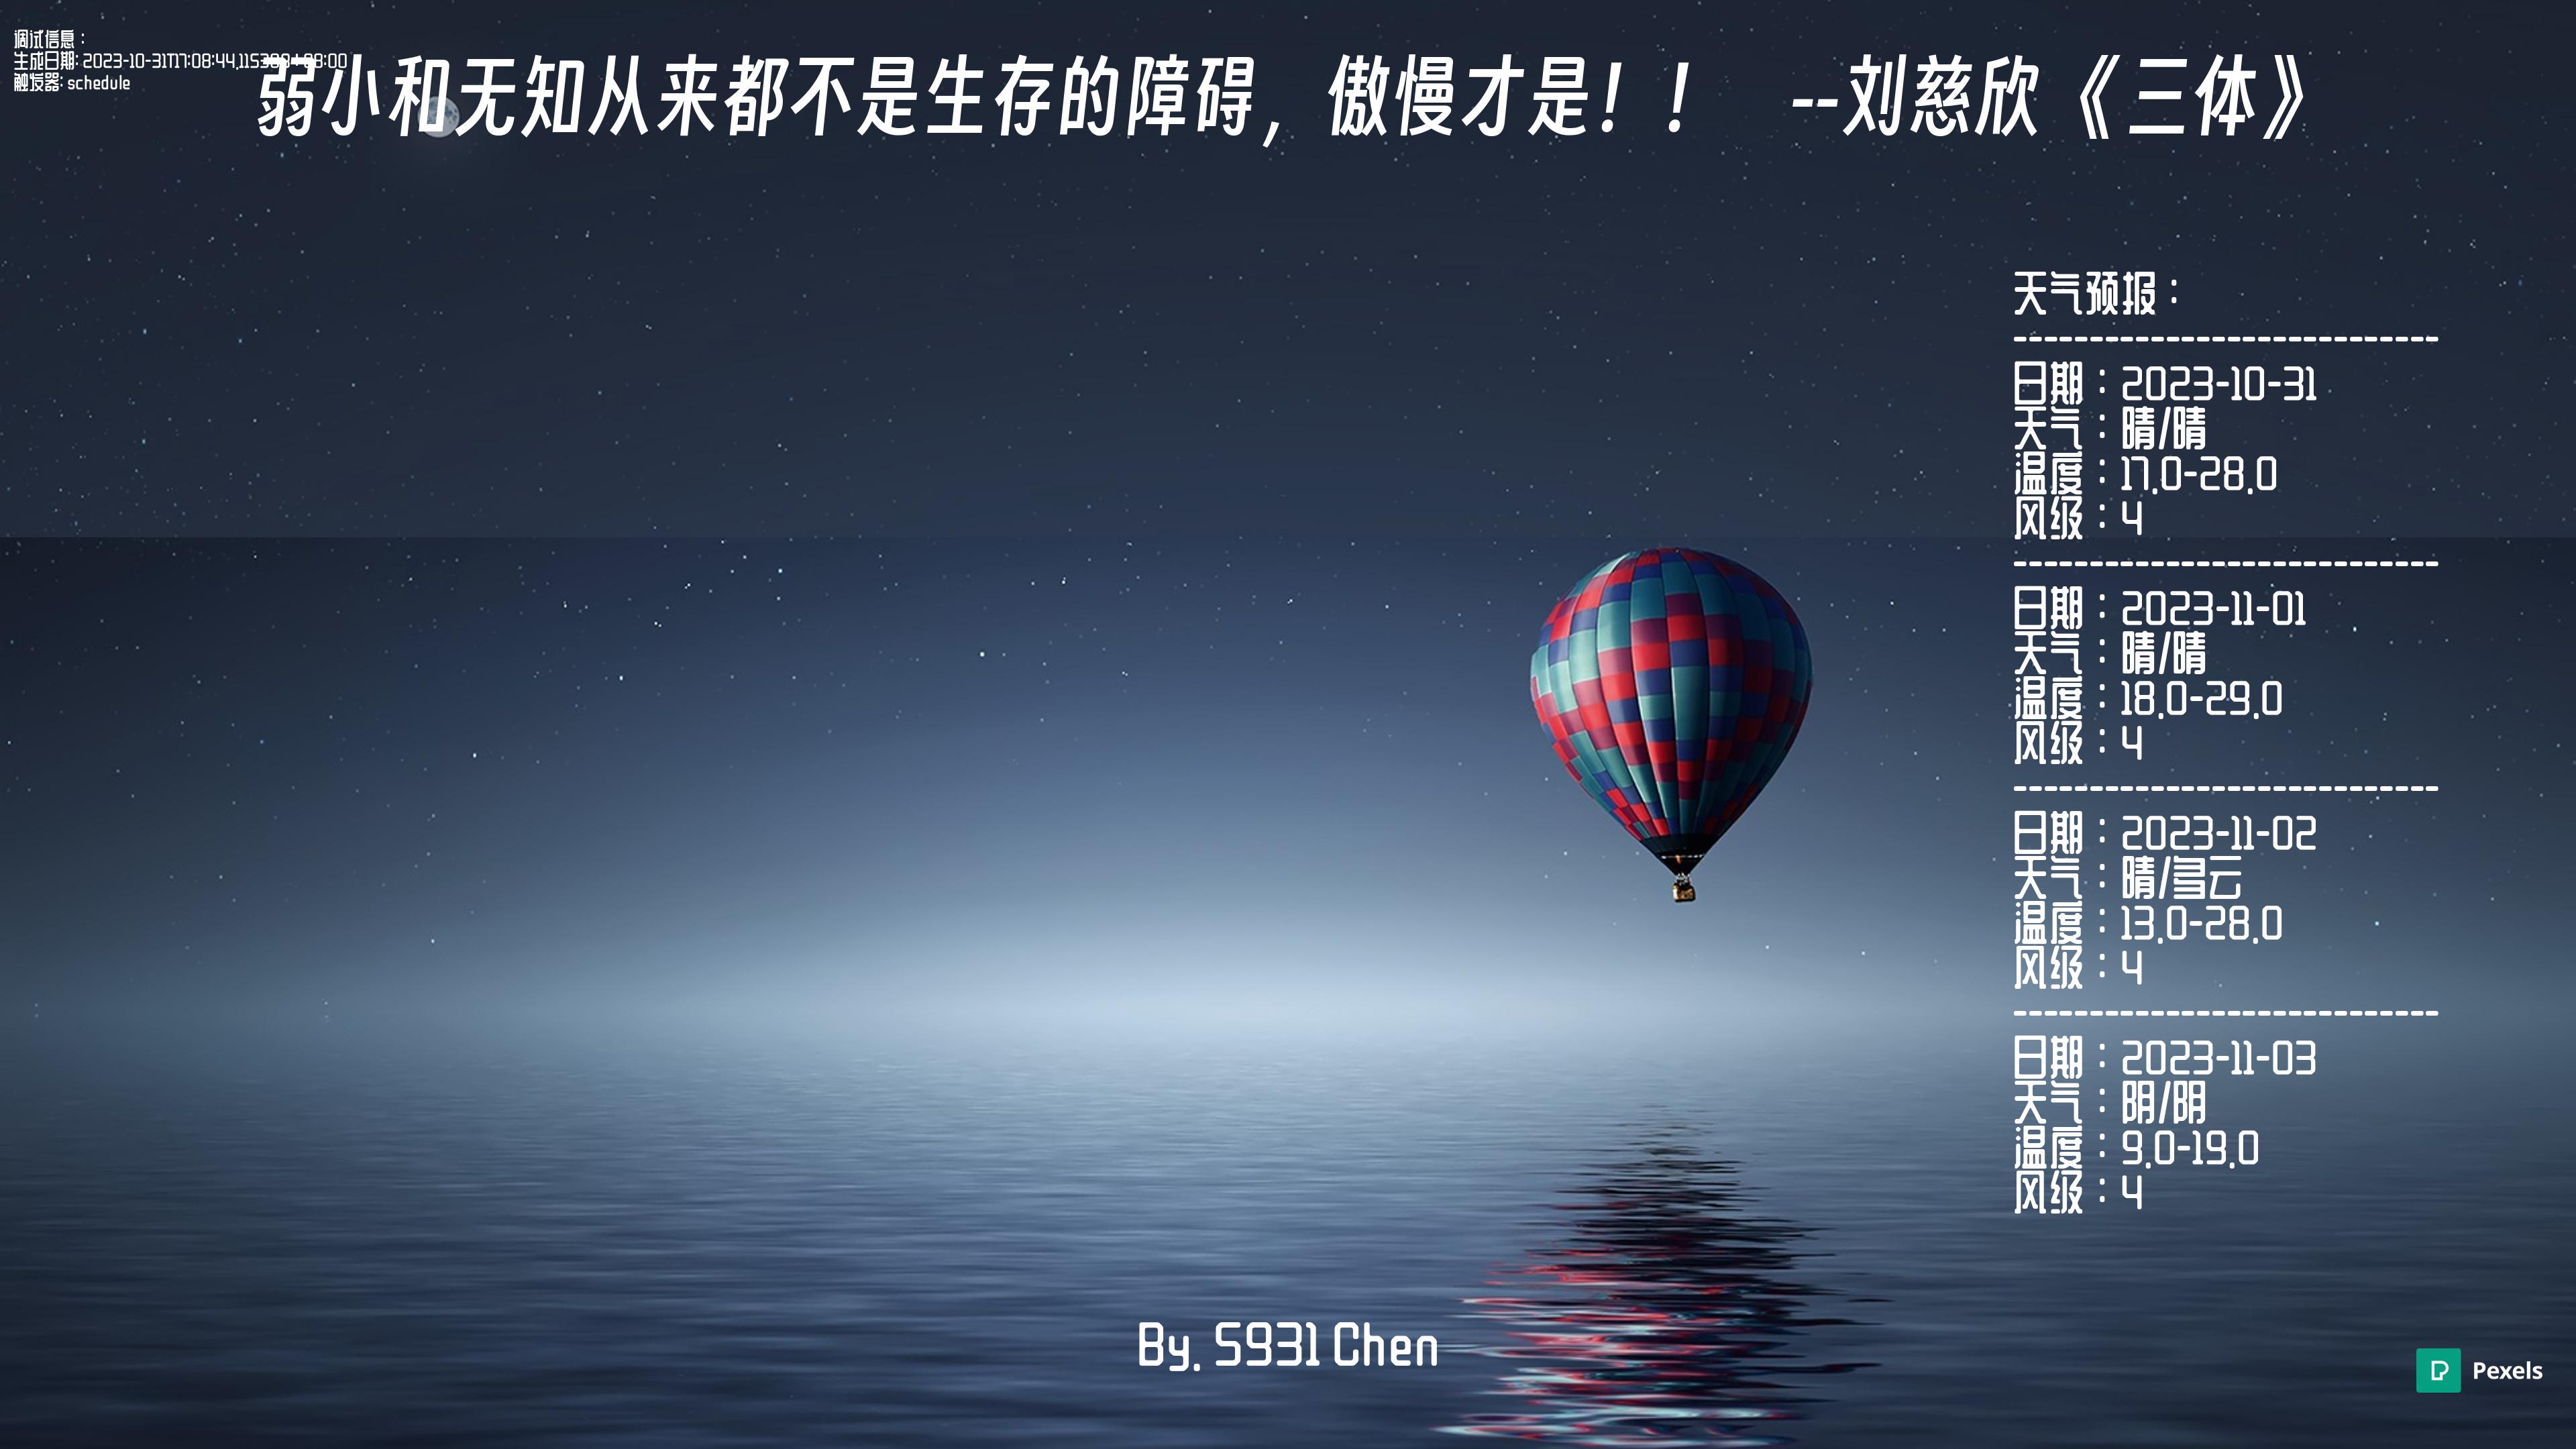 调试信息：
生成日期: 2023-10-31T17:08:44.115
触发器: schedule
弱小和无知从来都不是生存的障碍，傲慢才是！！ --刘慈欣《三体》
天气预报：
----------------------------
日期：2023-10-31
天气：晴/晴
温度：17.0-28.0
风级：4
----------------------------
日期：2023-11-01
天气：晴/晴
温度：18.0-29.0
风级：4
----------------------------
日期：2023-11-02
天气：晴/多云
温度：13.0-28.0
风级：4
----------------------------
日期：2023-11-03
天气：阴/阴
温度：9.0-19.0
风级：4
By. S931 Chen
Pexels